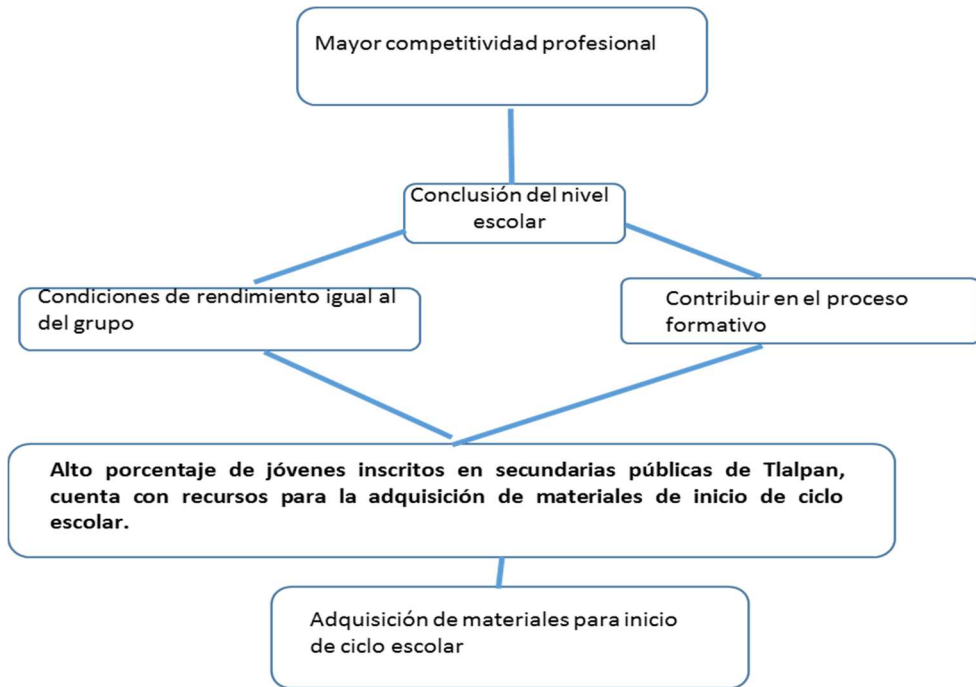 Mayor competitividad profesional
Conclusión del nivel
escolar
Condiciones de rendimiento igual al
del grupo
Contribuir en el proceso
formativo
Alto porcentaje de jóvenes inscritos en secundarias públicas de Tlalpan,
cuenta con recursos para la adquisición de materiales de inicio de ciclo
escolar.
Adquisición de materiales para inicio
de ciclo escolar